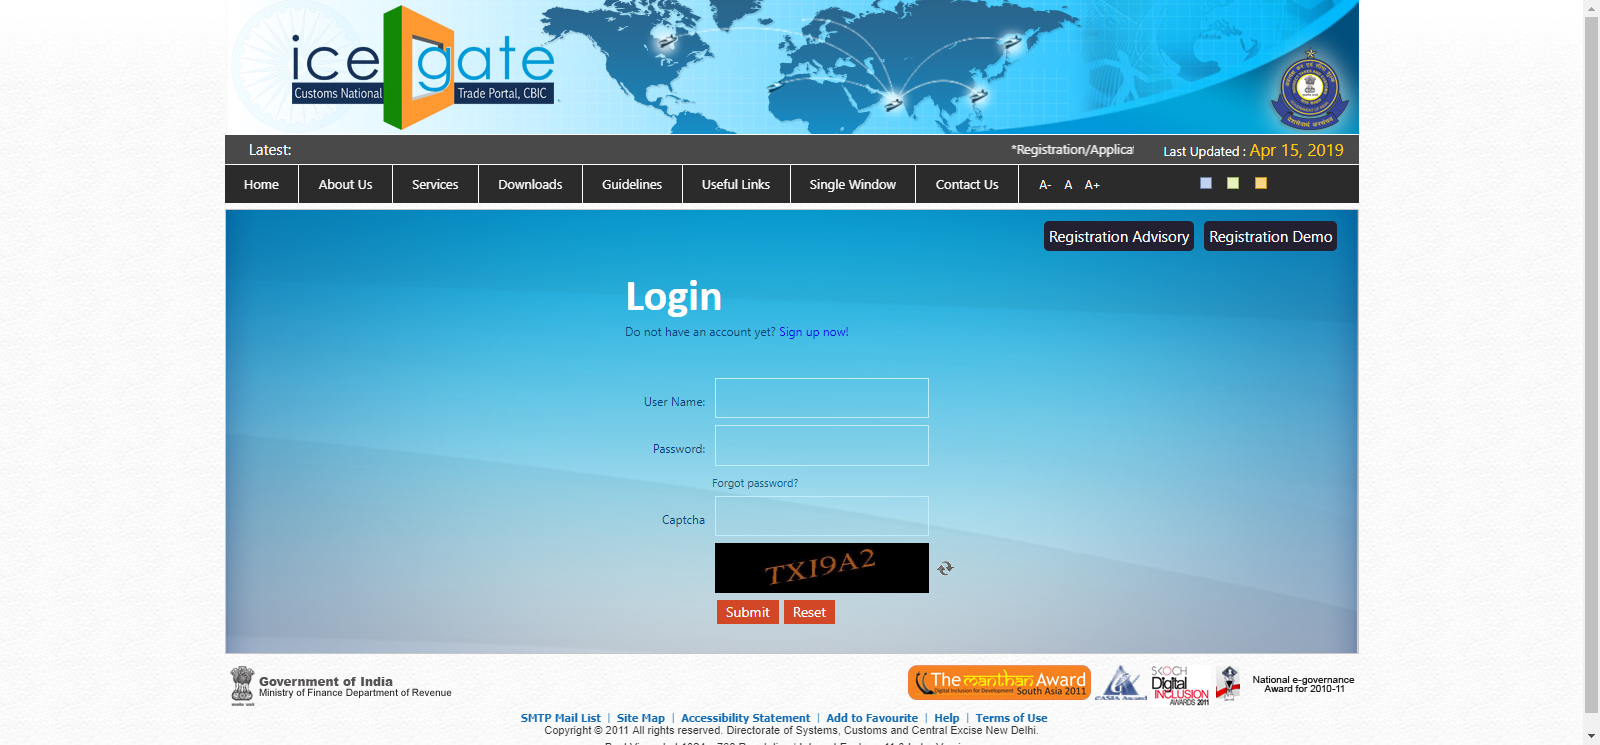 ice gate
Customs National Trade Portal, CBIC
Latest: *Registration/Applicat Last Updated : Apr 15, 2019
Home About Us Services Downloads Guidelines Useful Links Single Window Contact Us A- A A+
Registration Advisory Registration Demo
Login
Do not have an account yet? Sign up now!
User Name:
Password:
Forgot password?
Captcha
TXI9A2
Submit Reset
Government of India
Ministry of Finance Department of Revenue
The manthan Award
Digital Inclusion for Development South Asia 2011
CASIA Award
SKOCH
Digital
INCLUSION
AWARDS 2011
National e-governance
Award for 2010-11
SMTP Mail List | Site Map | Accessibility Statement | Add to Favourite | Help | Terms of Use
Copyright © 2011 All rights reserved. Directorate of Systems, Customs and Central Excise New Delhi.